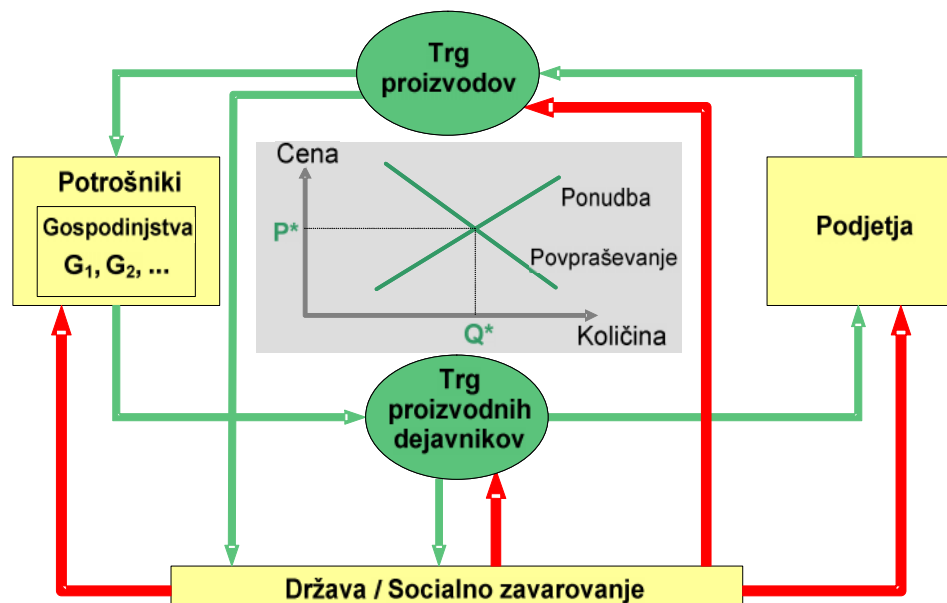 Trg
proizvodov
Potrošniki
Gospodinjstva
G₁, G₂, ...
Cena
P*
Ponudba
Povpraševanje
Q*
Količina
Podjetja
Trg
proizvodnih
dejavnikov
Država / Socialno zavarovanje